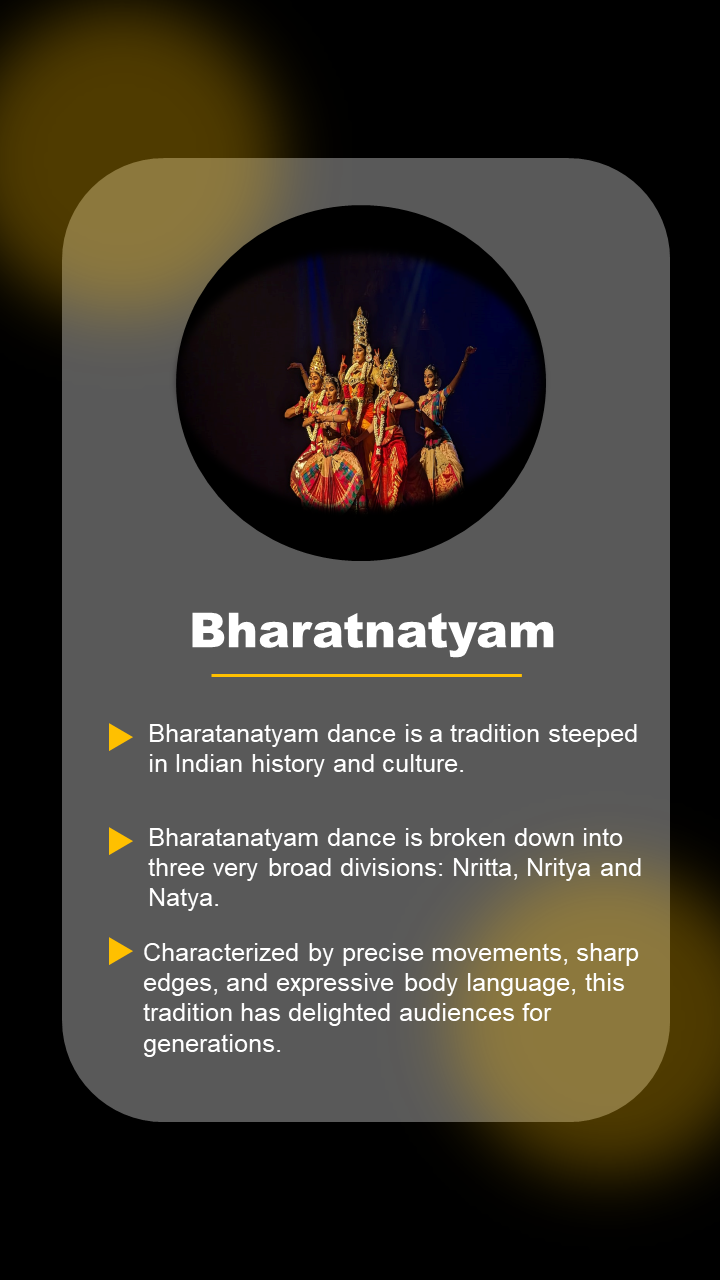 Bharatnatyam
Bharatanatyam dance is a tradition steeped
in Indian history and culture.
Bharatanatyam dance is broken down into
three very broad divisions: Nritta, Nritya and
Natya.
Characterized by precise movements, sharp
edges, and expressive body language, this
tradition has delighted audiences for
generations.